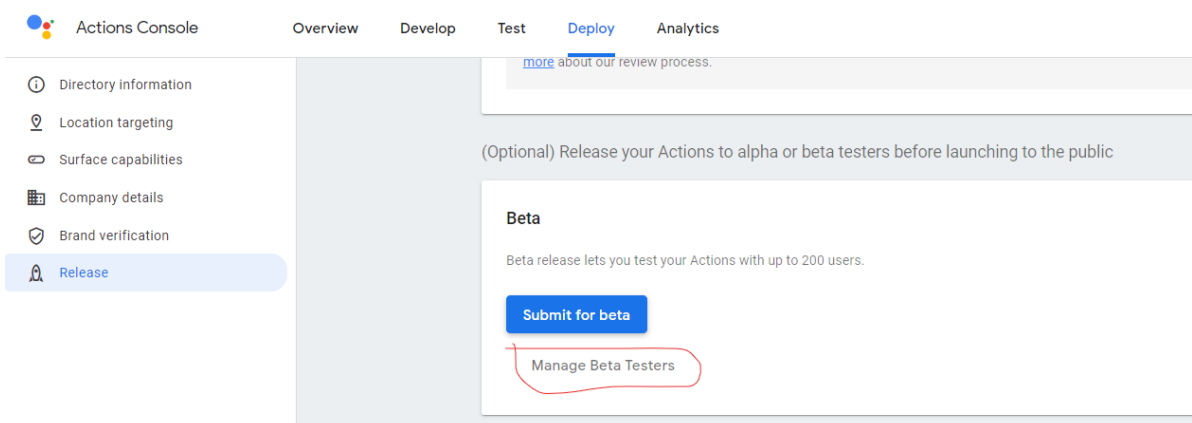 Actions Console
Overview Develop Test Deploy Analytics
Directory information
Location targeting
Surface capabilities
Company details
Brand verification
Release
more about our review process.
(Optional) Release your Actions to alpha or beta testers before launching to the public
Beta
Beta release lets you test your Actions with up to 200 users.
Submit for beta
Manage Beta Testers